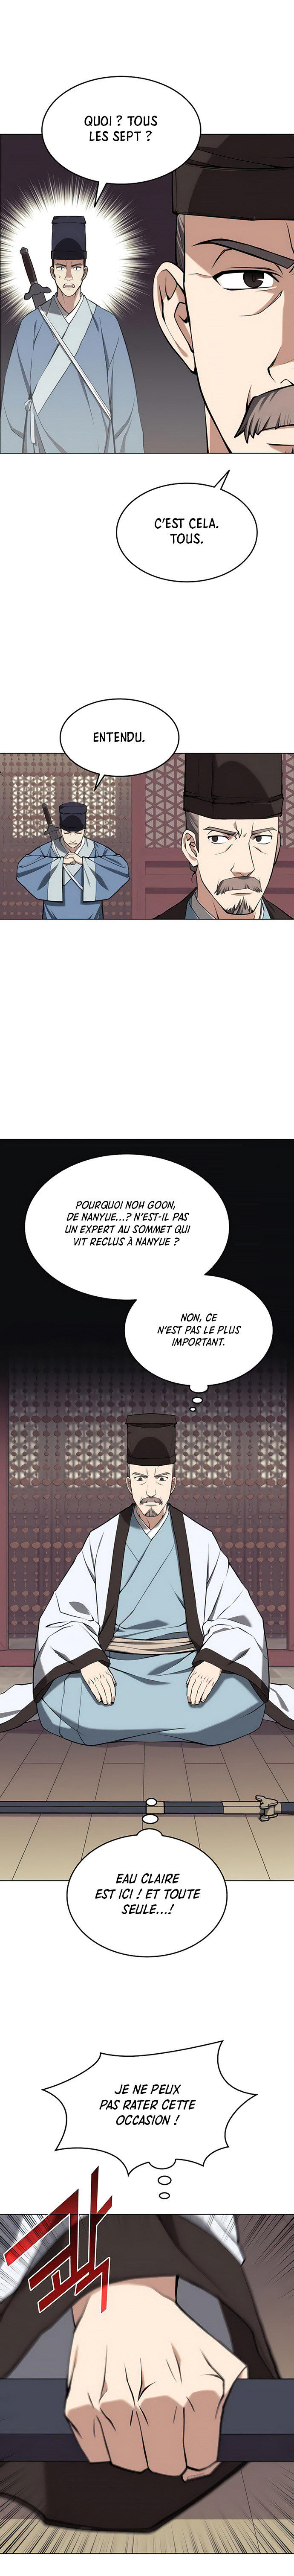 QUOI ? TOUS
LES SEPT ?
C'EST CELA.
TOUS.
ENTENDU.
POURQUOI NOH GOON,
DE NANYUE...? N'EST-IL PAS
UN EXPERT AU SOMMET QUI
VIT RECLUS À NANYUE ?
NON, CE
N'EST PAS LE PLUS
IMPORTANT.
EAU CLAIRE
EST ICI ! ET TOUTE
SEULE...!
JE NE PEUX
PAS RATER CETTE
OCCASION !